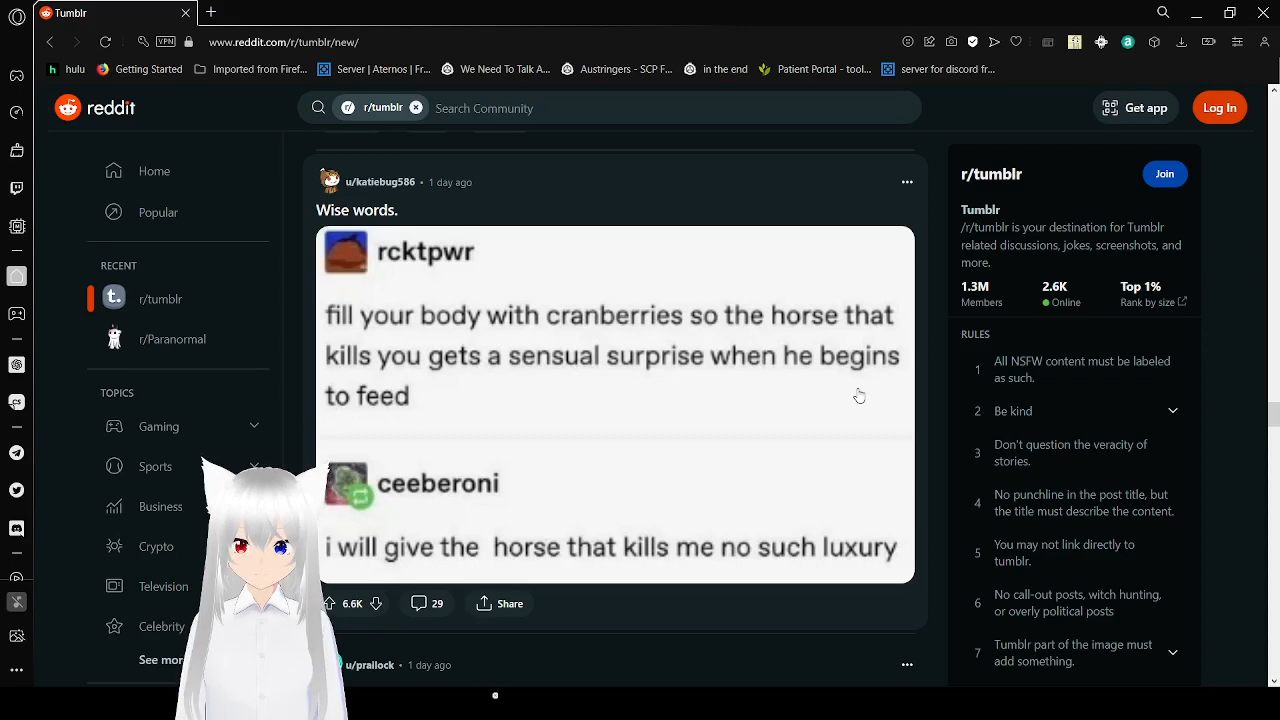 Tumblr
VPN
www.reddit.com/r/tumblr/new/
hulu
Getting Started
Imported from Firef...
Server | Aternos | Fr...
We Need To Talk A...
Austringers - SCP F...
in the end
Patient Portal - tool...
server for discord fr...
reddit
r/tumblr
Search Community
Get app
Log In
Home
Popular
RECENT
r/tumblr
r/Paranormal
TOPICS
Gaming
Sports
Business
Crypto
Television
Celebrity
See mor
u/katiebug586 • 1 day ago
Wise words.
rcktpwr
fill your body with cranberries so the horse that
kills you gets a sensual surprise when he begins
to feed
ceeberoni
i will give the horse that kills me no such luxury
6.6K
29
Share
u/prailock • 1 day ago
r/tumblr
Join
Tumblr
/r/tumblr is your destination for Tumblr
related discussions, jokes, screenshots, and
more.
1.3M
2.6K
Top 1%
Members
Online
Rank by size
RULES
1 All NSFW content must be labeled
as such.
2 Be kind
3 Don't question the veracity of
stories.
4 No punchline in the post title, but
the title must describe the content.
5 You may not link directly to
tumblr.
6 No call-out posts, witch hunting,
or overly political posts
7 Tumblr part of the image must
add something.